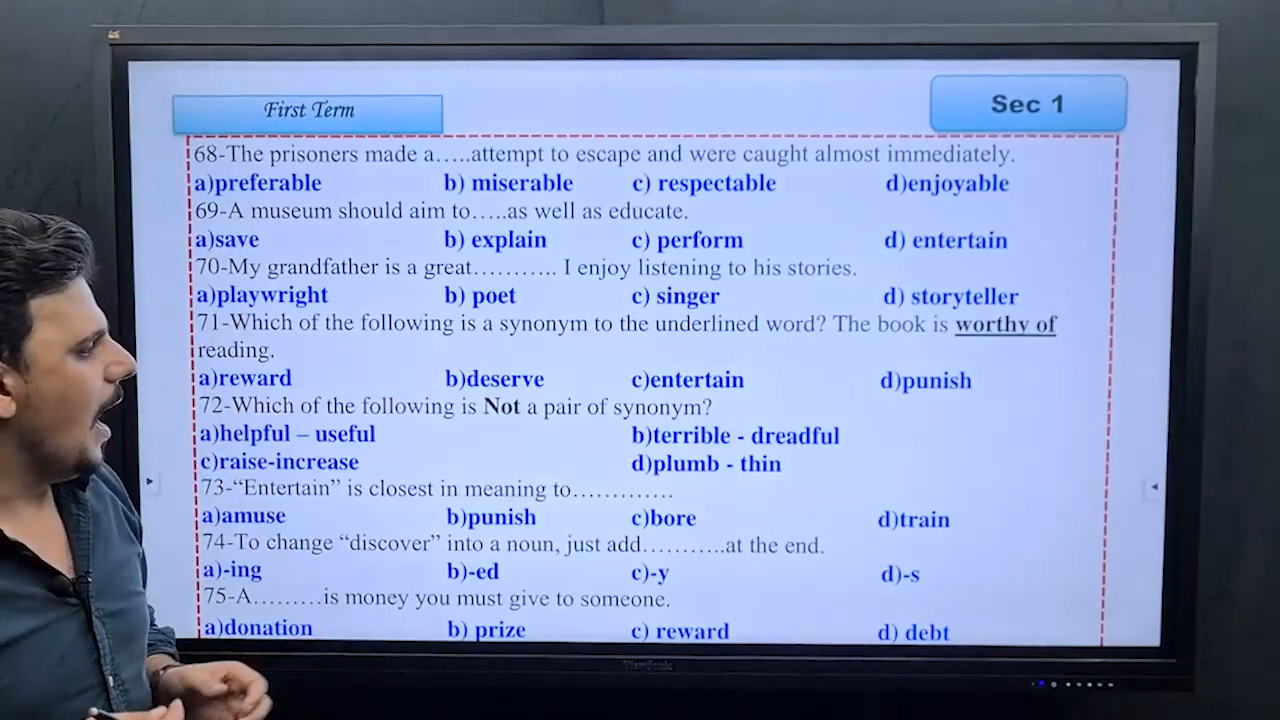 First Term
Sec 1
68-The prisoners made a.....attempt to escape and were caught almost immediately.
a)preferable b) miserable c) respectable d)enjoyable
69-A museum should aim to.....as well as educate.
a)save b) explain c) perform d) entertain
70-My grandfather is a great........... I enjoy listening to his stories.
a)playwright b) poet c) singer d) storyteller
71-Which of the following is a synonym to the underlined word? The book is worthy of
reading.
a)reward b)deserve c)entertain d)punish
72-Which of the following is Not a pair of synonym?
a)helpful – useful b)terrible - dreadful
c)raise-increase d)plumb - thin
73-“Entertain” is closest in meaning to.............
a)amuse b)punish c)bore d)train
74-To change “discover” into a noun, just add...........at the end.
a)-ing b)-ed c)-y d)-s
75-A.........is money you must give to someone.
a)donation b) prize c) reward d) debt
ViewSonic